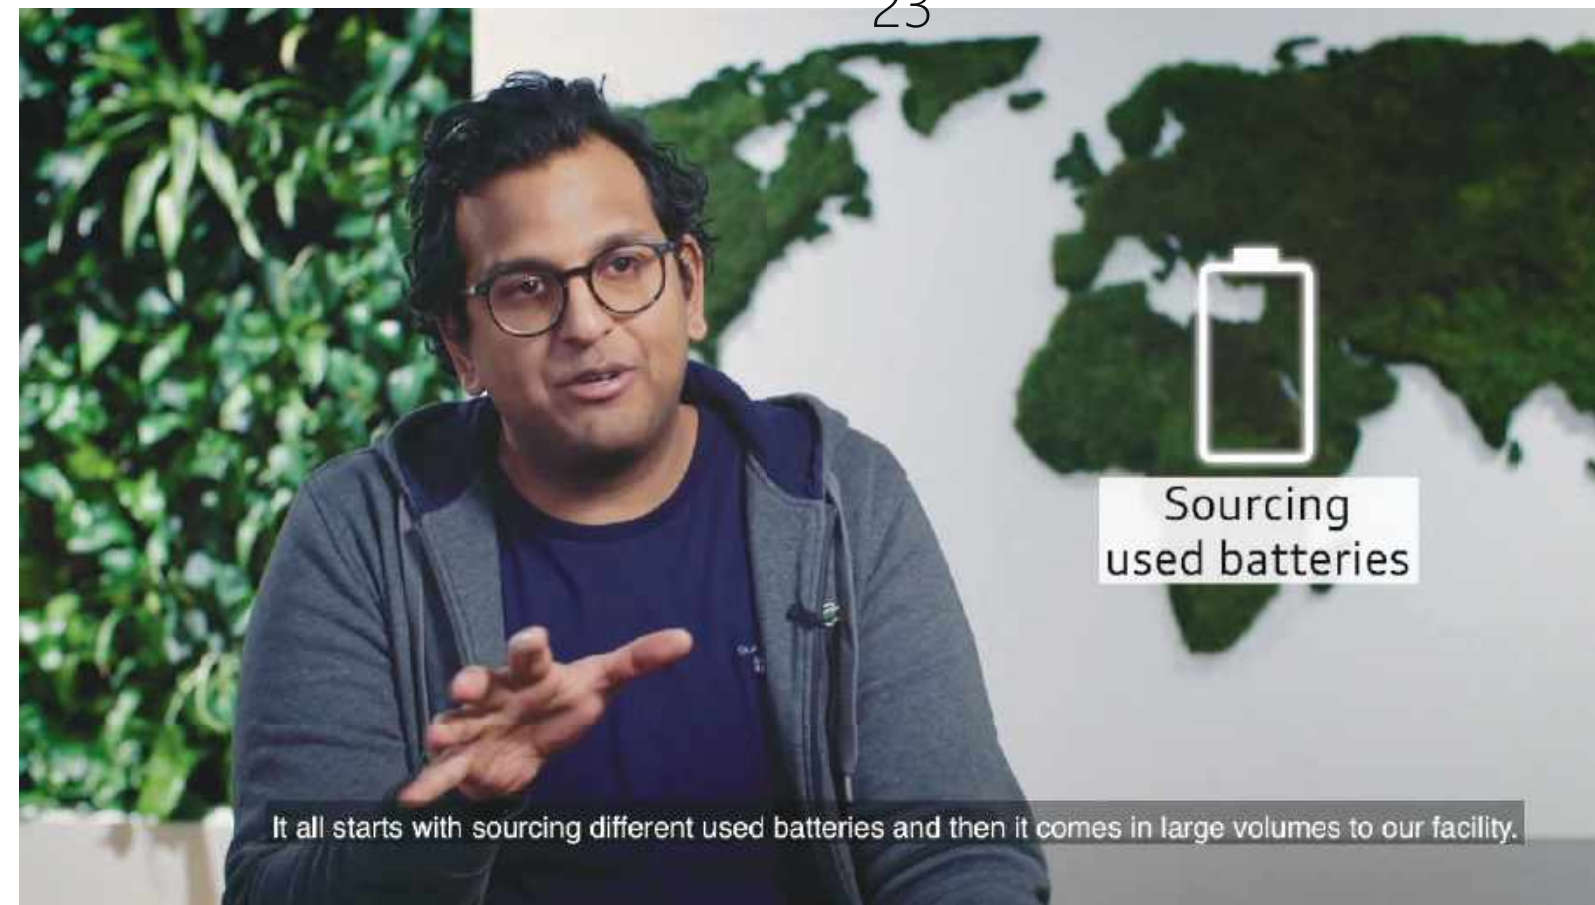 23
Sourcing
used batteries
It all starts with sourcing different used batteries and then it comes in large volumes to our facility.